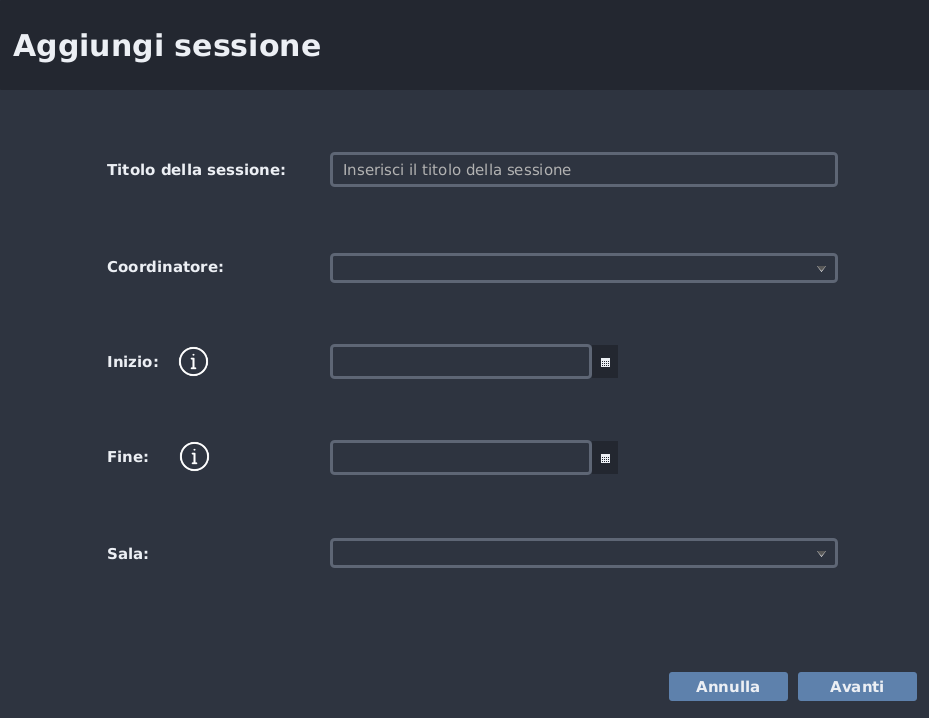 Aggiungi sessione
Titolo della sessione:
Inserisci il titolo della sessione
Coordinatore:
Inizio:
Fine:
Sala:
Annulla
Avanti